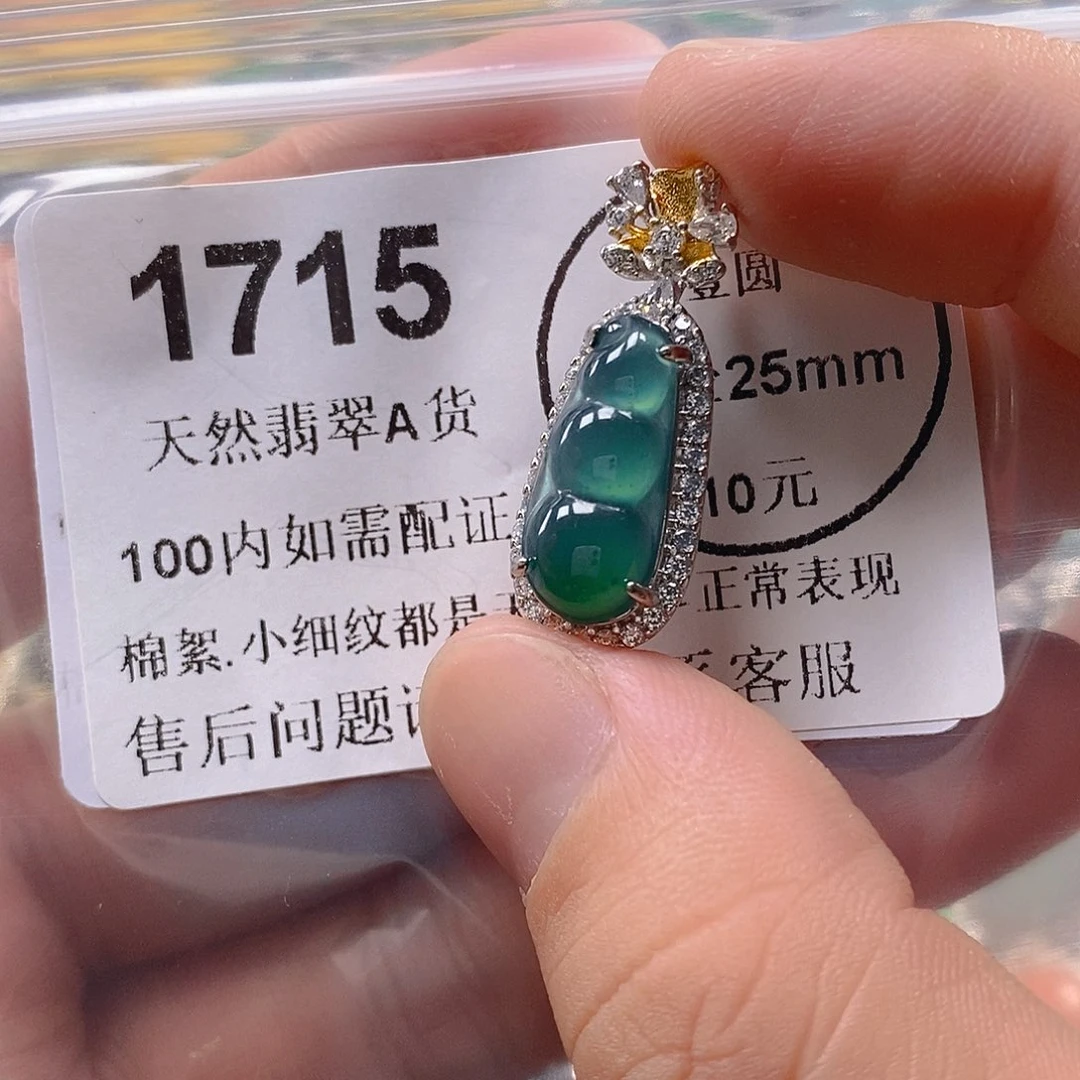 1715
天然翡翠A货
100内如需配证
10元
棉絮.小细纹都是
正常表现
售后问题
客服
圆
25mm